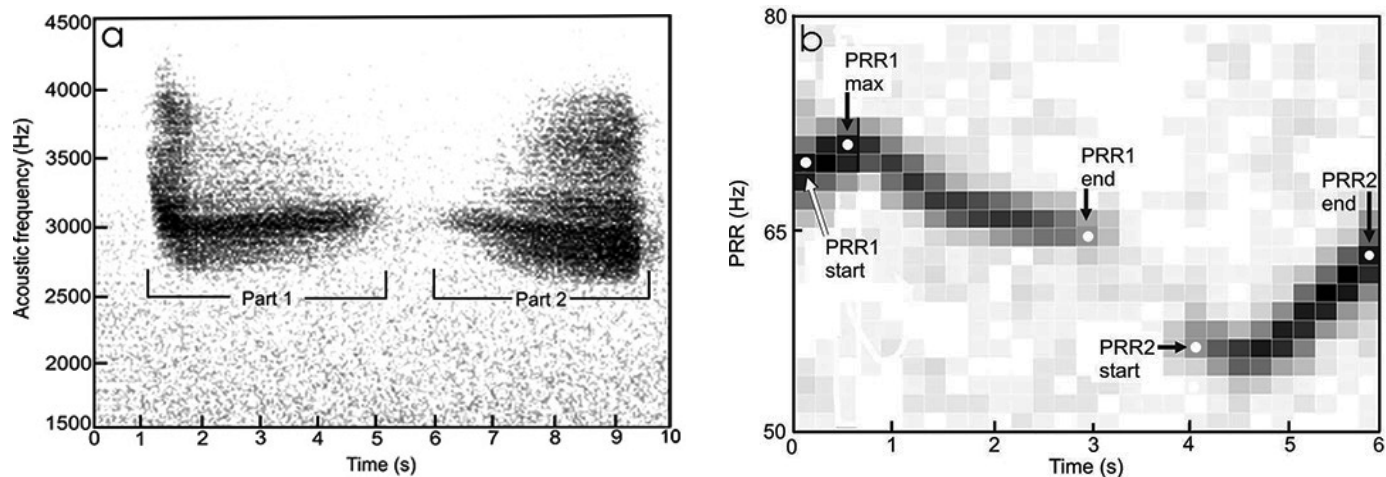 a
Acoustic frequency (Hz)
4500
4000
3500
3000
2500
2000
1500
Part 1
Part 2
0 1 2 3 4 5 6 7 8 9 10
Time (s)
b
PRR (Hz)
80
65
50
PRR1
max
PRR1
start
PRR1
end
PRR2
start
PRR2
end
0 1 2 3 4 5 6
Time (s)